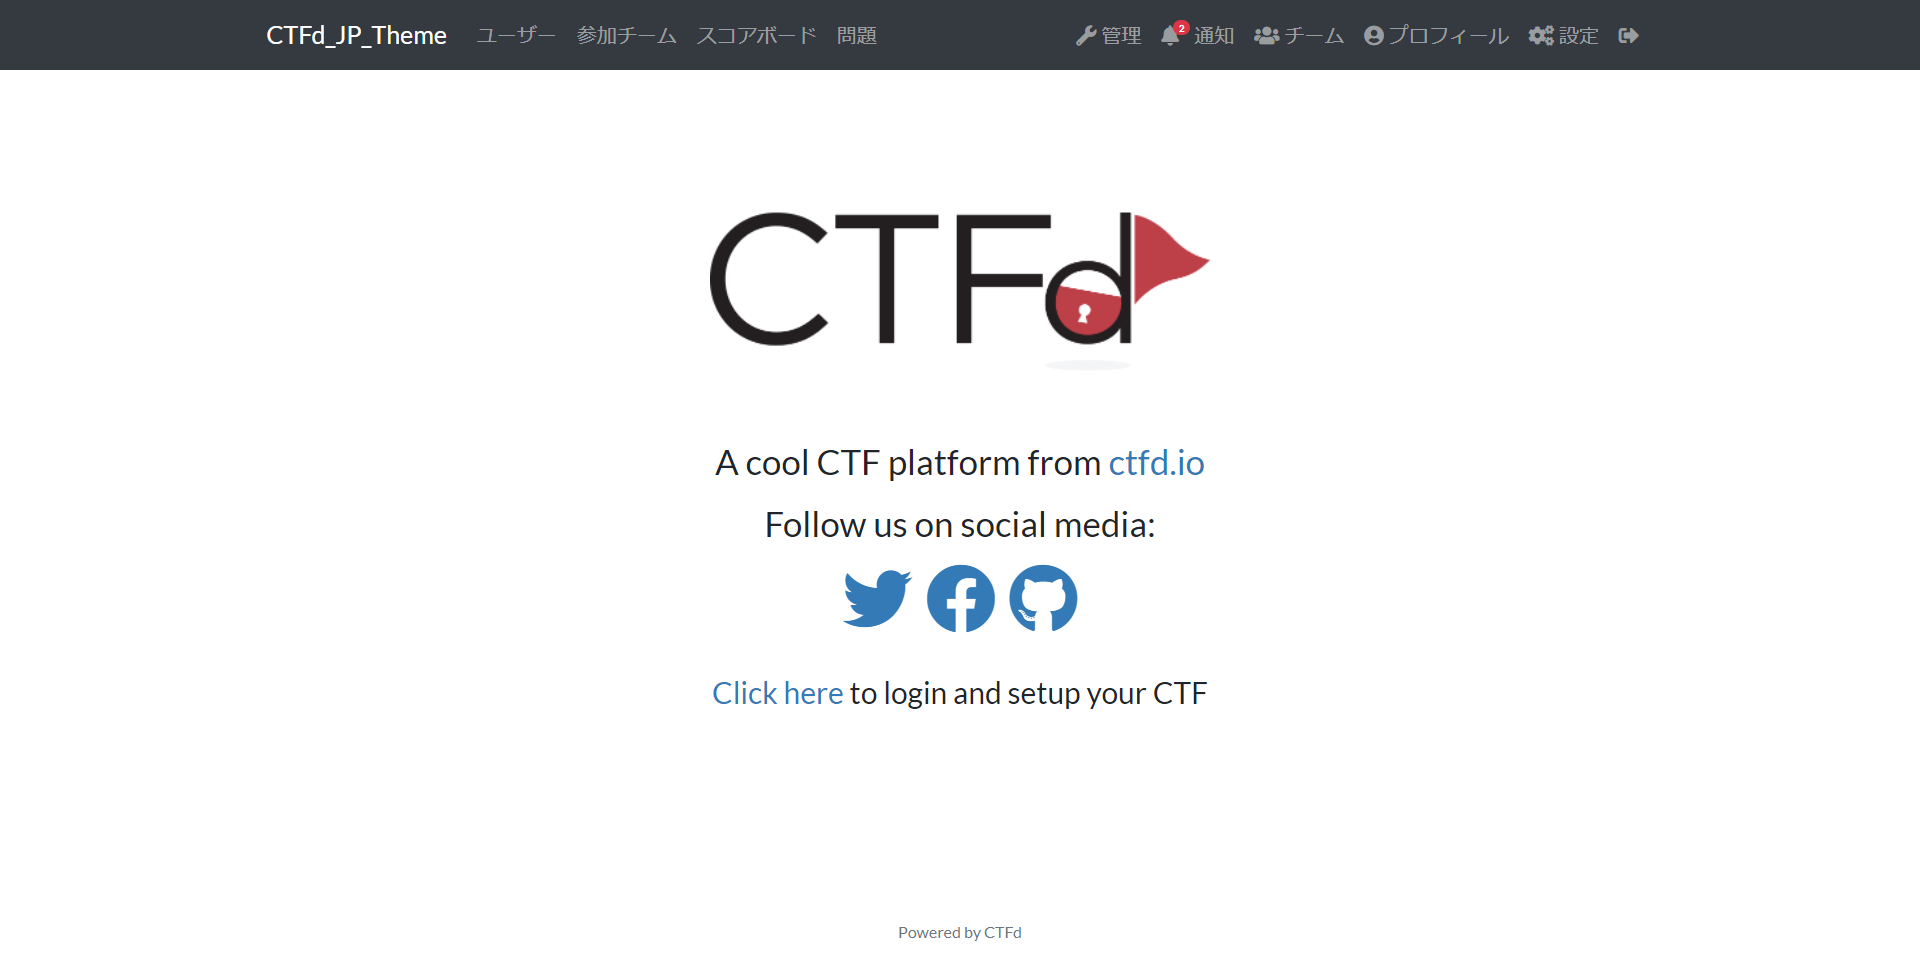 CTFd_JP_Theme ユーザー 参加チーム スコアボード 問題 管理 2 通知 チーム プロフィール 設定
CTFd
A cool CTF platform from ctfd.io
Follow us on social media:
Click here to login and setup your CTF
Powered by CTFd